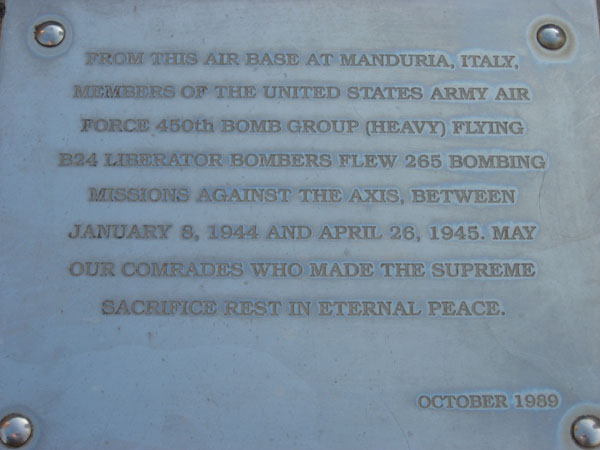 FROM THIS AIR BASE AT MANDURIA, ITALY,
MEMBERS OF THE UNITED STATES ARMY AIR
FORCE 450th BOMB GROUP (HEAVY) FLYING
B24 LIBERATOR BOMBERS FLEW 265 BOMBING
MISSIONS AGAINST THE AXIS, BETWEEN
JANUARY 8, 1944 AND APRIL 26, 1945. MAY
OUR COMRADES WHO MADE THE SUPREME
SACRIFICE REST IN ETERNAL PEACE.
OCTOBER 1989